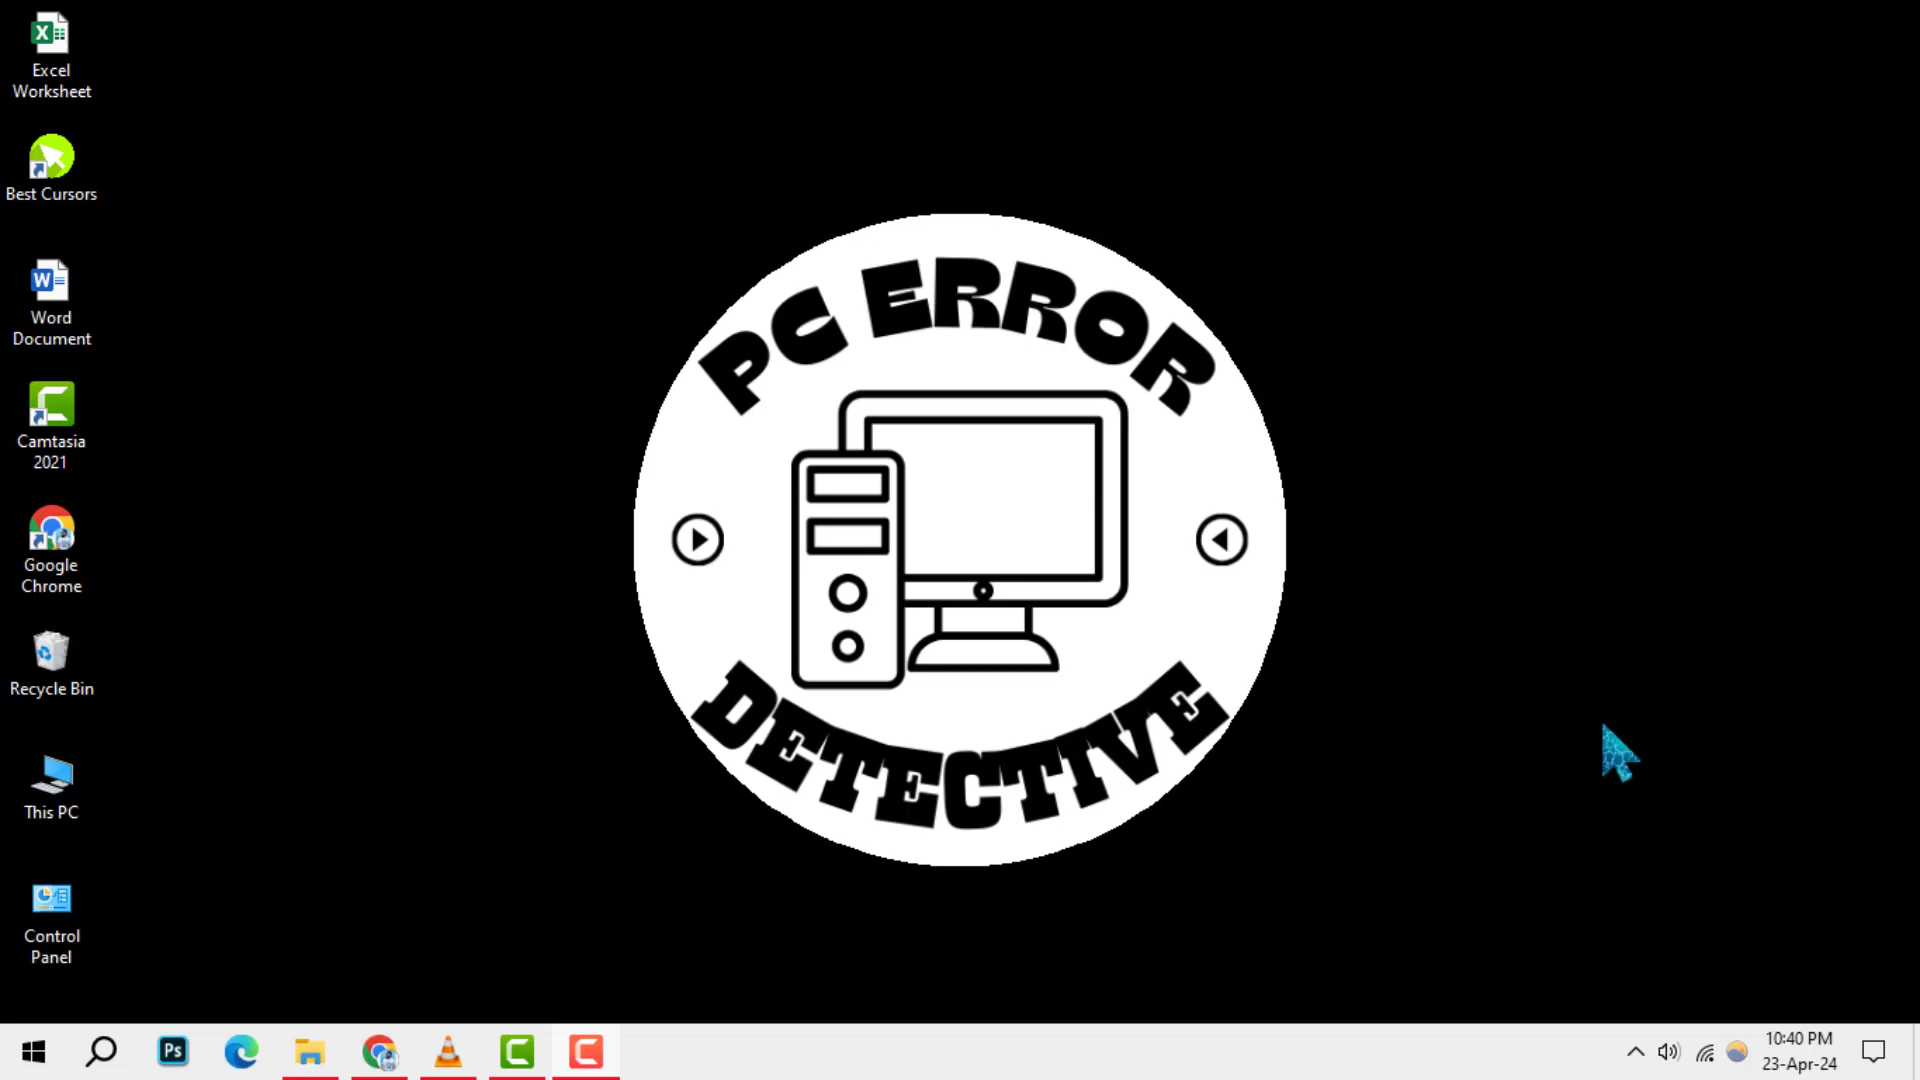 Excel
Worksheet
Best Cursors
Word
Document
Camtasia
2021
Google
Chrome
Recycle Bin
This PC
Control
Panel
PC ERROR
DETECTIVE
Ps
10:40 PM
23-Apr-24